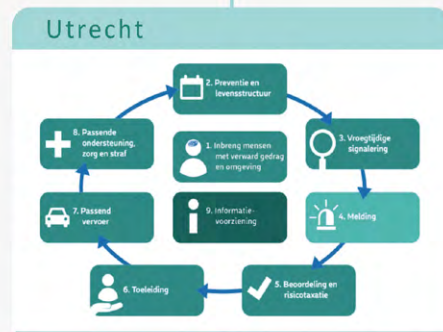 Utrecht
2. Preventie en
levensstructuur
8. Passende
ondersteuning,
zorg en straf
1. Inbreng mensen
met verward gedrag
en omgeving
3. Vroegtijdige
signalering
7. Passend
vervoer
9. Informatie-
voorziening
4. Melding
6. Toeleiding
5. Beoordeling en
risicotaxatie